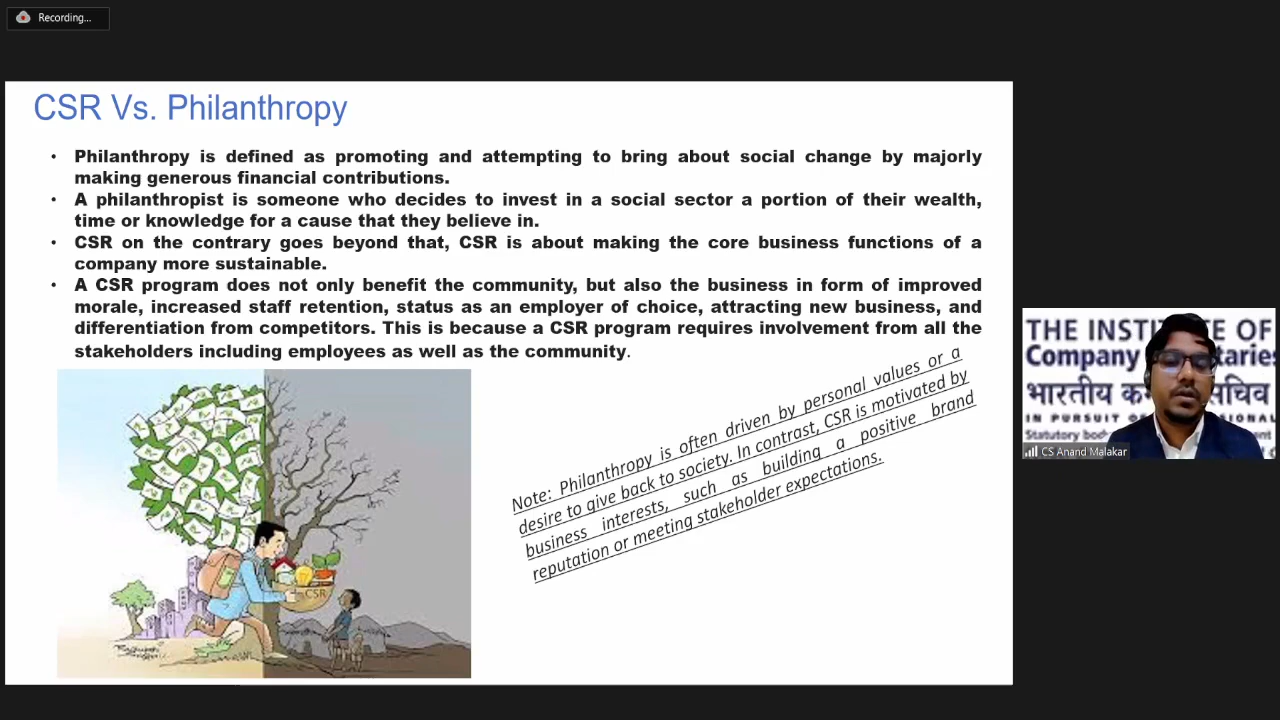 Recording...
CSR Vs. Philanthropy
• Philanthropy is defined as promoting and attempting to bring about social change by majorly
making generous financial contributions.
• A philanthropist is someone who decides to invest in a social sector a portion of their wealth,
time or knowledge for a cause that they believe in.
• CSR on the contrary goes beyond that, CSR is about making the core business functions of a
company more sustainable.
• A CSR program does not only benefit the community, but also the business in form of improved
morale, increased staff retention, status as an employer of choice, attracting new business, and
differentiation from competitors. This is because a CSR program requires involvement from all the
stakeholders including employees as well as the community.
Note: Philanthropy is often driven by personal values or a
desire to give back to society. In contrast, CSR is motivated by
business interests, such as building a positive brand
reputation or meeting stakeholder expectations.
CSR
THE INSTITUTE OF
Company
भारतीय सचिव
IN PURSUIT
Statutory
CS Anand Malakar